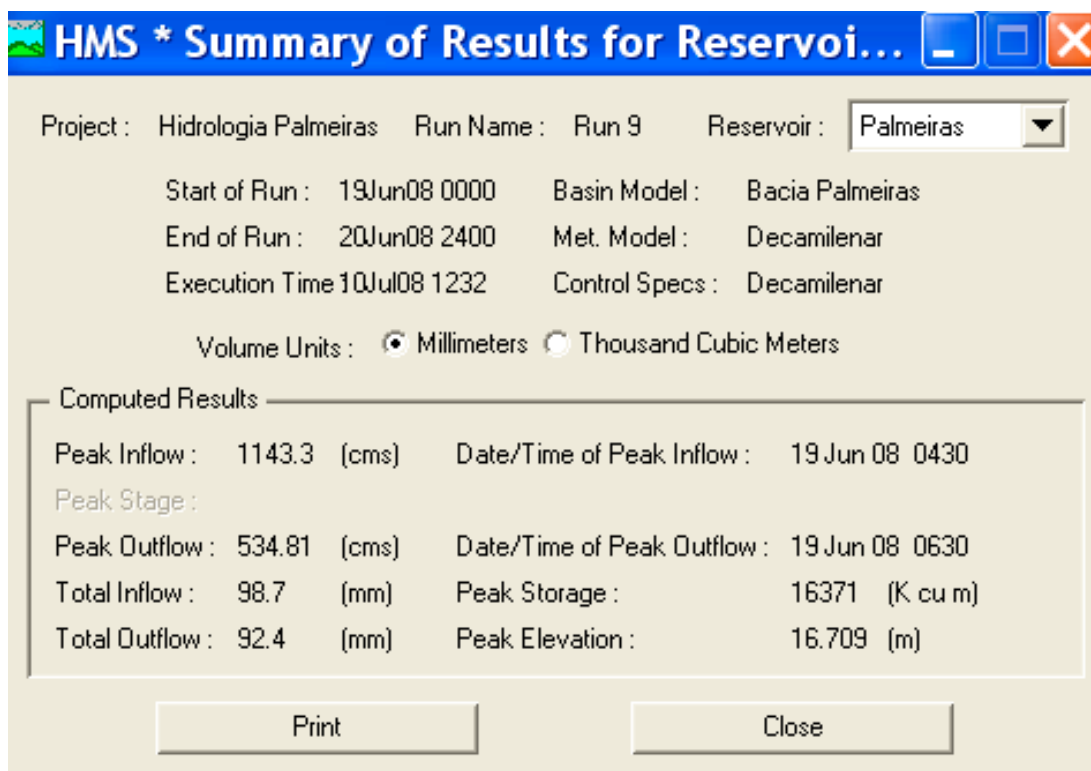 HMS * Summary of Results for Reservoi...
Project : Hidrologia Palmeiras Run Name : Run 9 Reservoir : Palmeiras
Start of Run : 19Jun08 0000 Basin Model : Bacia Palmeiras
End of Run : 20Jun08 2400 Met. Model : Decamilenar
Execution Time : 10Jul08 1232 Control Specs : Decamilenar
Volume Units : Millimeters Thousand Cubic Meters
Computed Results
Peak Inflow : 1143.3 (cms) Date/Time of Peak Inflow : 19 Jun 08 0430
Peak Stage :
Peak Outflow : 534.81 (cms) Date/Time of Peak Outflow : 19 Jun 08 0630
Total Inflow : 98.7 (mm) Peak Storage : 16371 (K cu m)
Total Outflow : 92.4 (mm) Peak Elevation : 16.709 (m)
Print Close